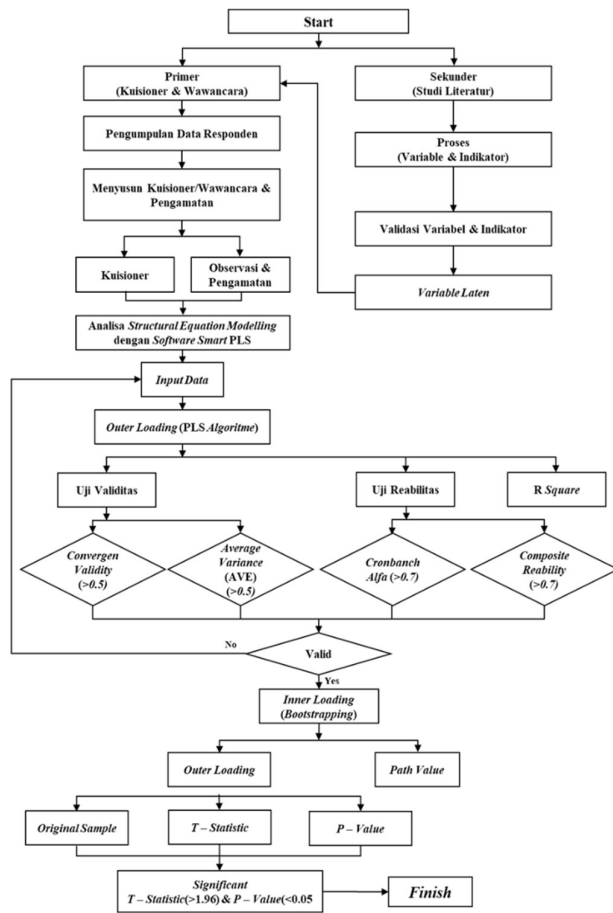 Start
Primer
(Kuisioner & Wawancara)
Sekunder
(Studi Literatur)
Pengumpulan Data Responden
Proses
(Variable & Indikator)
Menyusun Kuisioner/Wawancara &
Pengamatan
Validasi Variabel & Indikator
Kuisioner
Observasi &
Pengamatan
Variable Laten
Analisa Structural Equation Modelling
dengan Software Smart PLS
Input Data
Outer Loading (PLS Algoritme)
Uji Validitas
Uji Reabilitas
R Square
Convergen
Validity
(>0.5)
Average
Variance
(AVE)
(>0.5)
Cronbanch
Alfa (>0.7)
Composite
Reability
(>0.7)
No
Valid
Yes
Inner Loading
(Bootstrapping)
Outer Loading
Path Value
Original Sample
T – Statistic
P – Value
Significant
T – Statistic(>1.96) & P – Value(<0.05
Finish